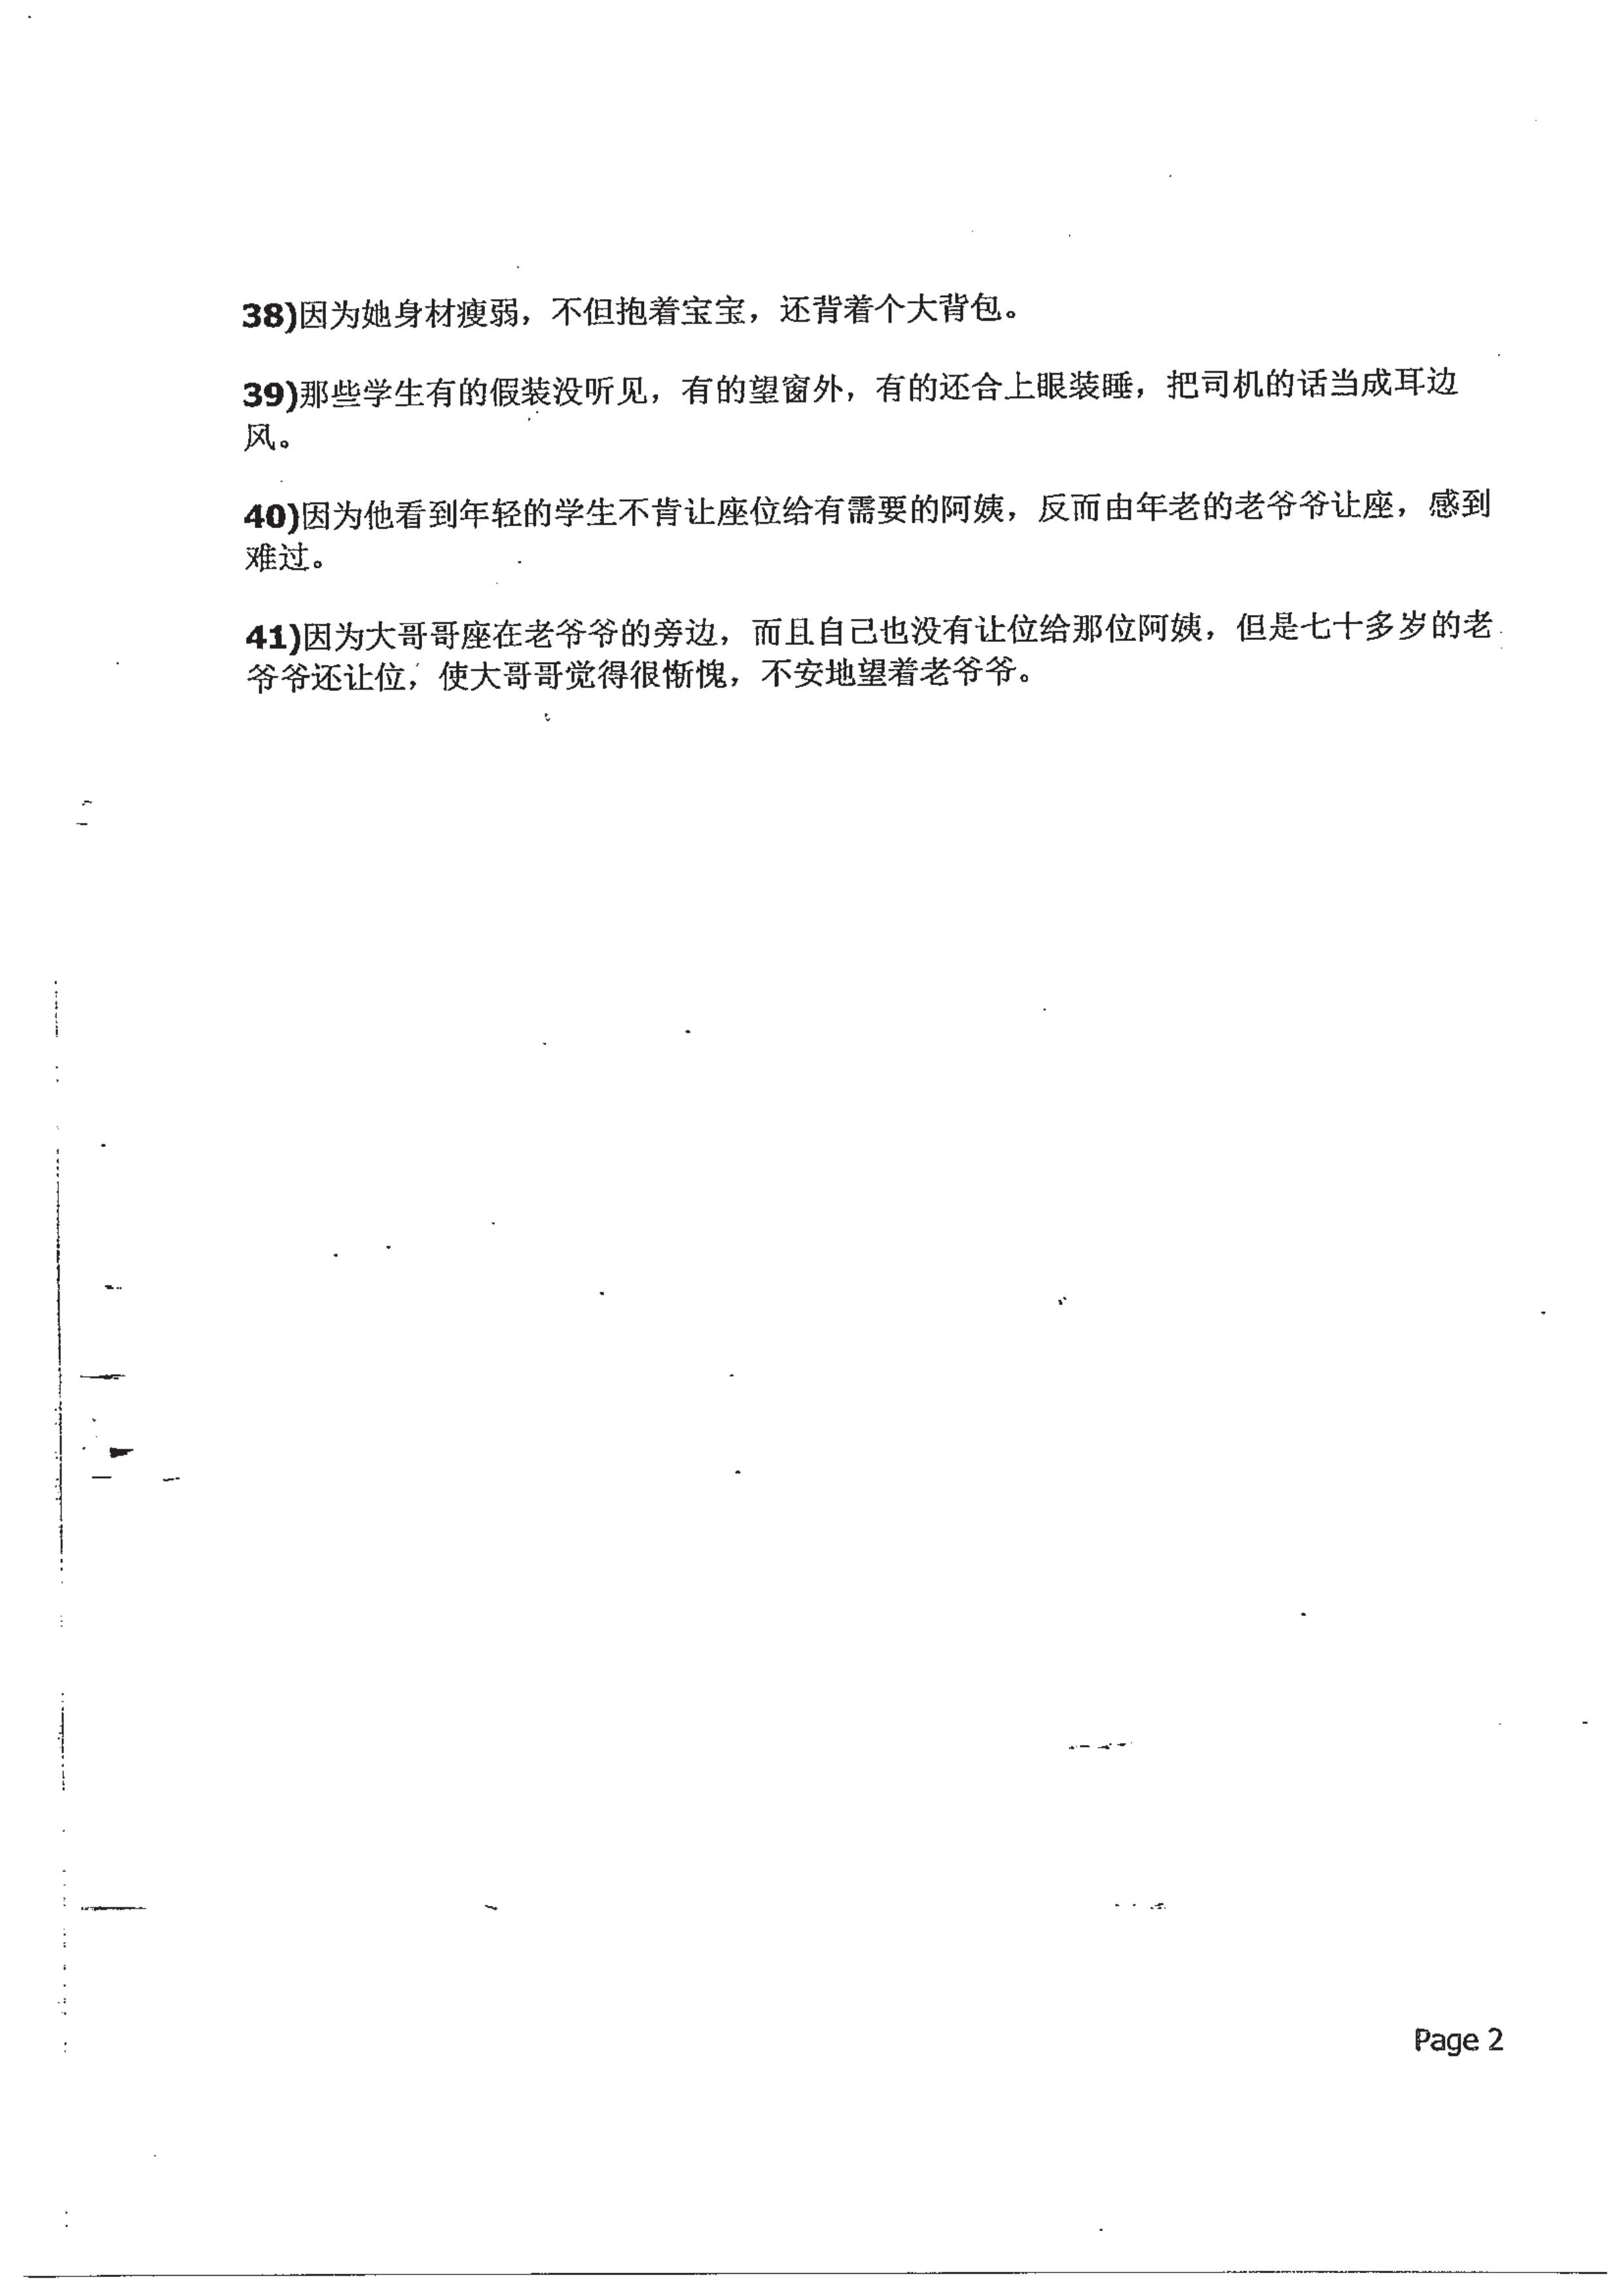 38)因为她身材瘦弱，不但抱着宝宝，还背着个大背包。
39)那些学生有的假装没听见，有的望窗外，有的还合上眼装睡，把司机的话当成耳边
风。
40)因为他看到年轻的学生不肯让座位给有需要的阿姨，反而由年老的老爷爷让座，感到
难过。
41)因为大哥哥座在老爷爷的旁边，而且自己也没有让位给那位阿姨，但是七十多岁的老
爷爷还让位，使大哥哥觉得很惭愧，不安地望着老爷爷。
Page 2